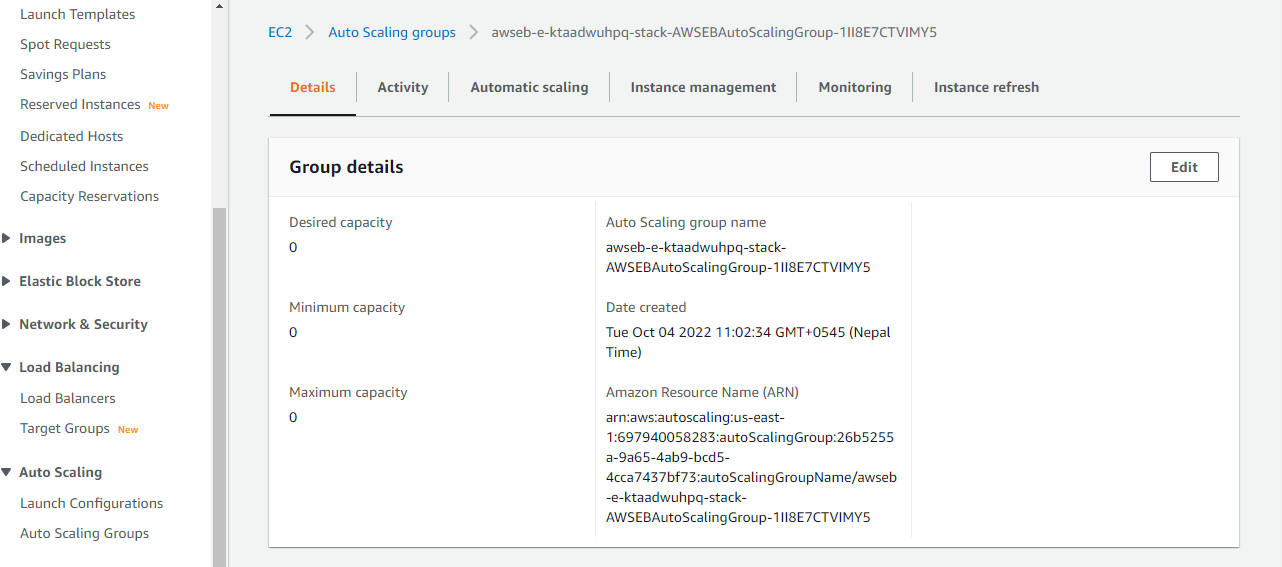 Launch Templates
Spot Requests
Savings Plans
Reserved Instances New
Dedicated Hosts
Scheduled Instances
Capacity Reservations
Images
Elastic Block Store
Network & Security
Load Balancing
Load Balancers
Target Groups New
Auto Scaling
Launch Configurations
Auto Scaling Groups
EC2 > Auto Scaling groups > awseb-e-ktaadwuhpq-stack-AWSEBAutoScalingGroup-1II8E7CTVIMY5
Details Activity Automatic scaling Instance management Monitoring Instance refresh
Group details Edit
Desired capacity
0
Minimum capacity
0
Maximum capacity
0
Auto Scaling group name
awseb-e-ktaadwuhpq-stack-
AWSEBAutoScalingGroup-1II8E7CTVIMY5
Date created
Tue Oct 04 2022 11:02:34 GMT+0545 (Nepal
Time)
Amazon Resource Name (ARN)
arn:aws:autoscaling:us-east-
1:697940058283:autoScalingGroup:26b5255
a-9a65-4ab9-bcd5-
4cca7437bf73:autoScalingGroupName/awseb
-e-ktaadwuhpq-stack-
AWSEBAutoScalingGroup-1II8E7CTVIMY5